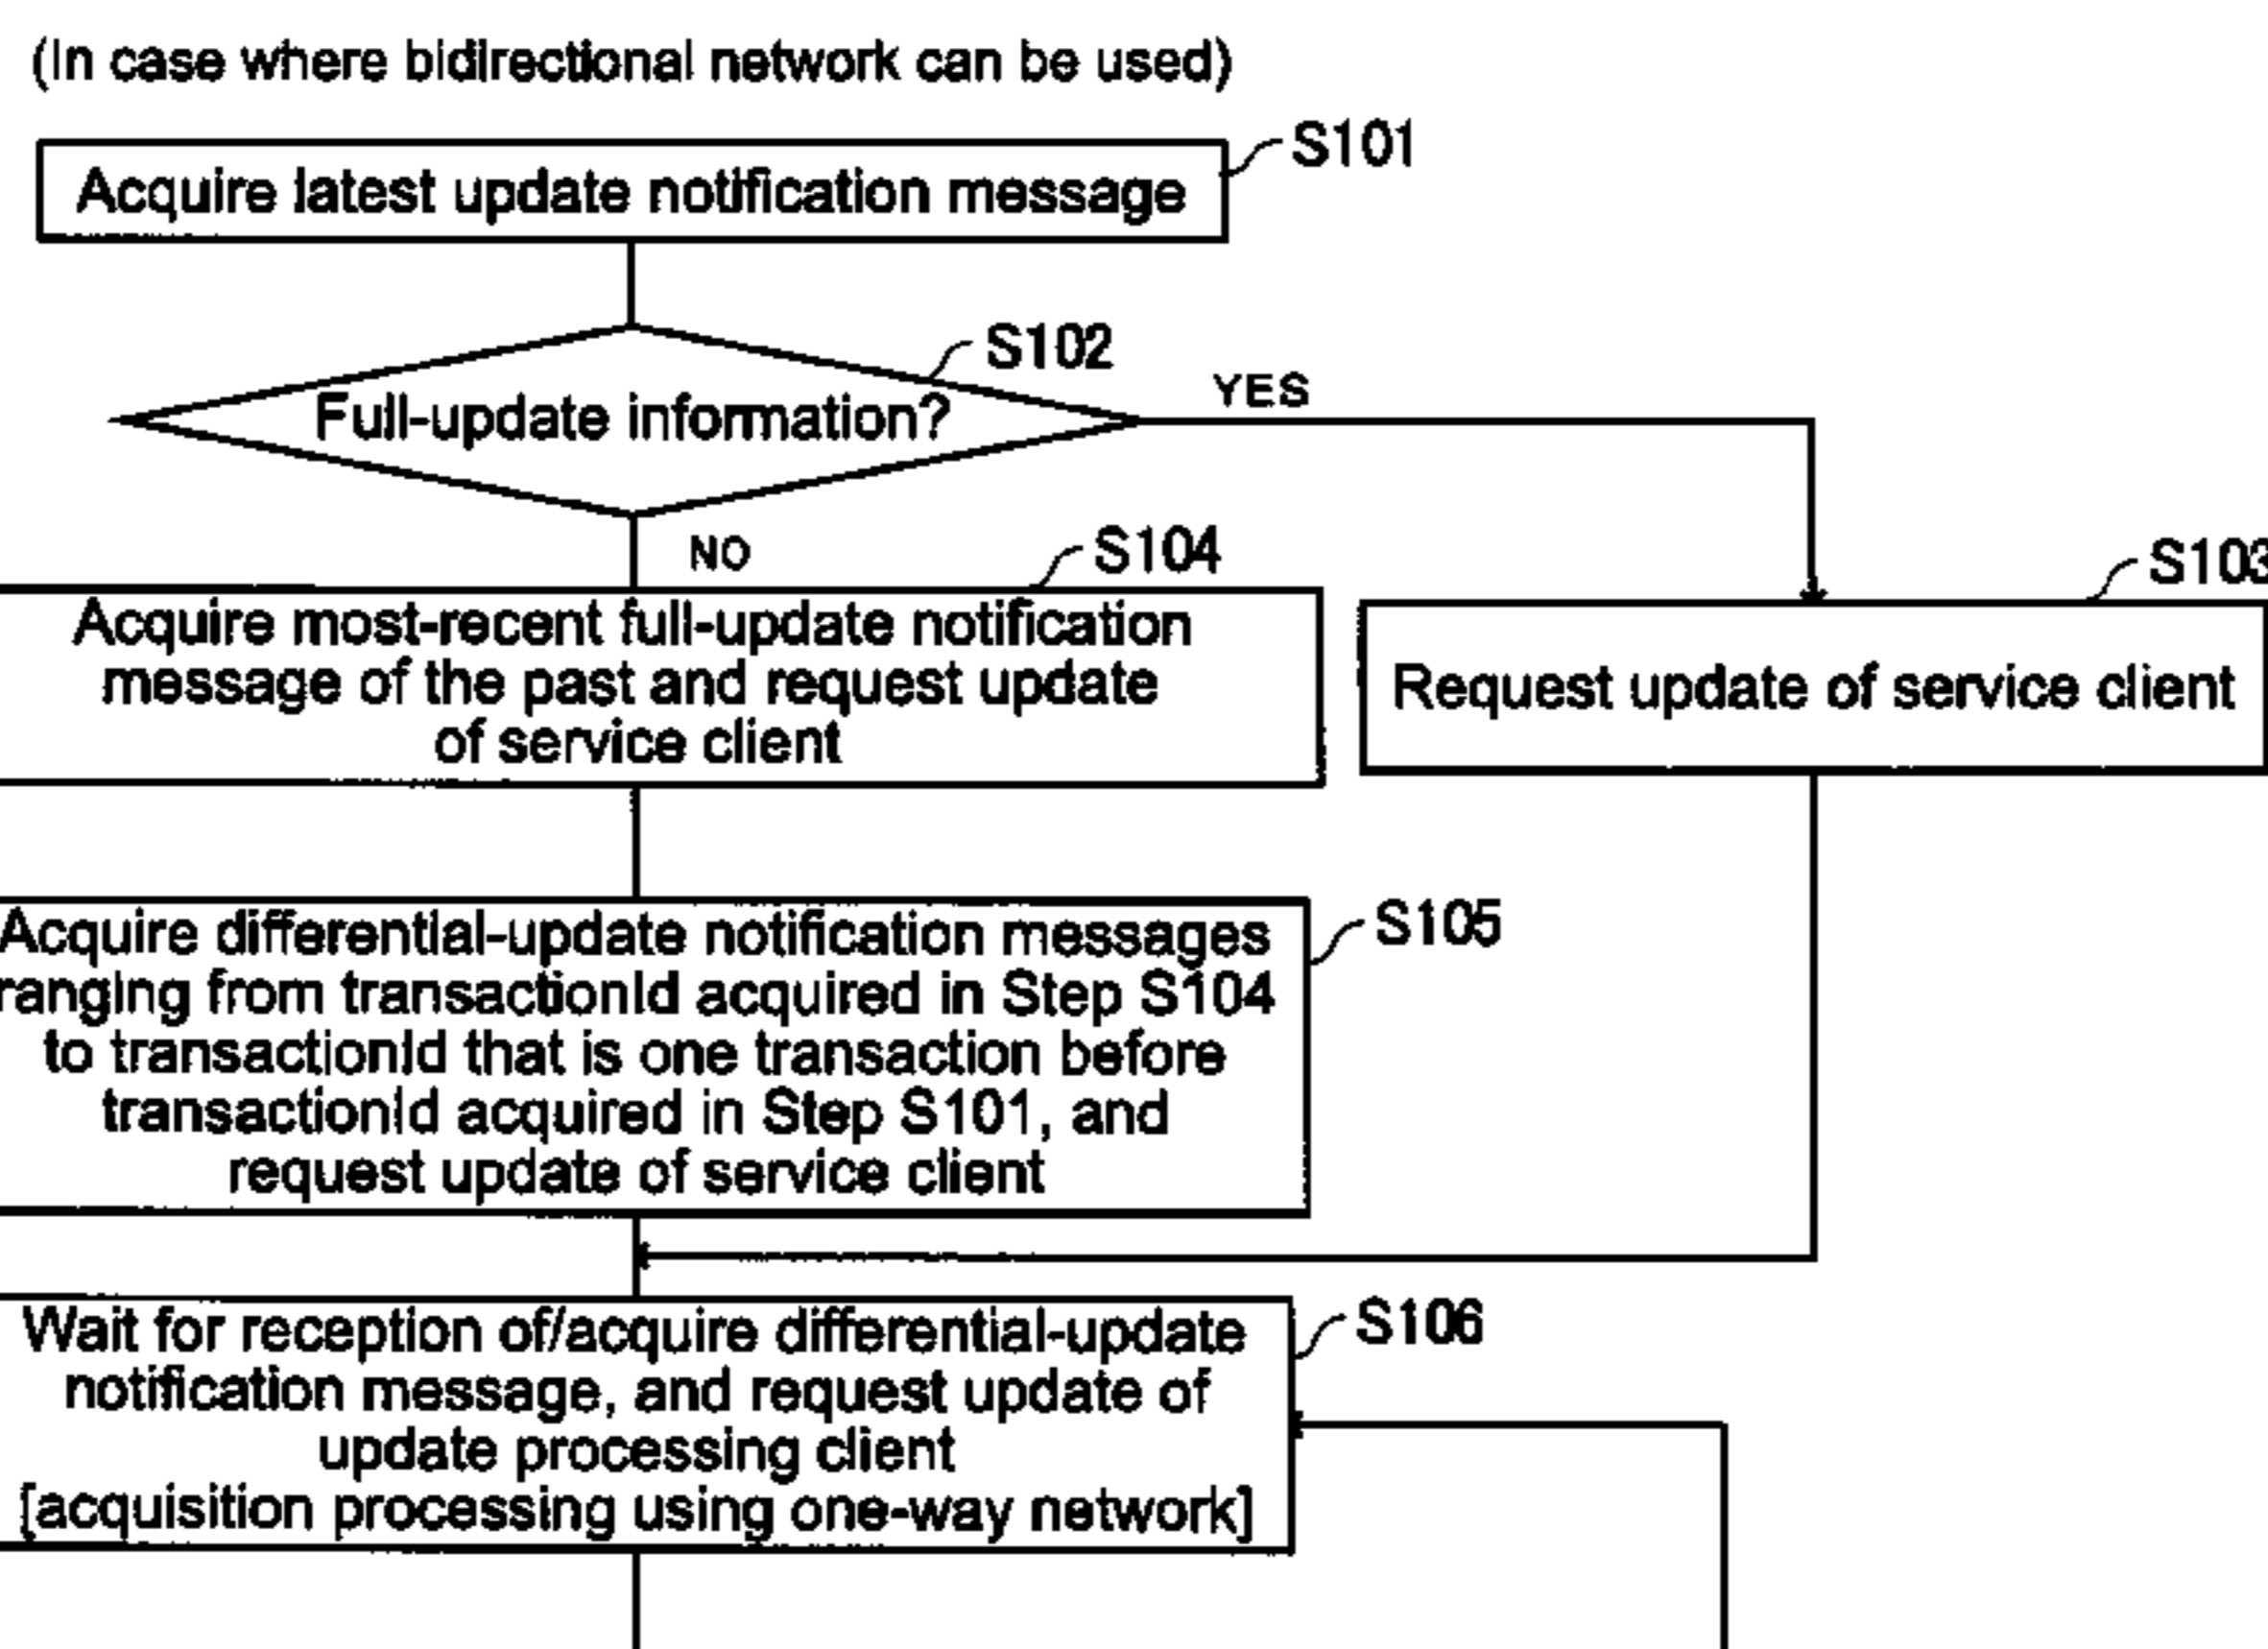 (In case where bidirectional network can be used)
S101
Acquire latest update notification message
S102
Full-update information?
YES
NO
S104
Acquire most-recent full-update notification
message of the past and request update
of service client
S103
Request update of service client
S105
Acquire differential-update notification messages
ranging from transactionId acquired in Step S104
to transactionId that is one transaction before
transactionId acquired in Step S101, and
request update of service client
S106
Wait for reception of/acquire differential-update
notification message, and request update of
update processing client
[acquisition processing using one-way network]